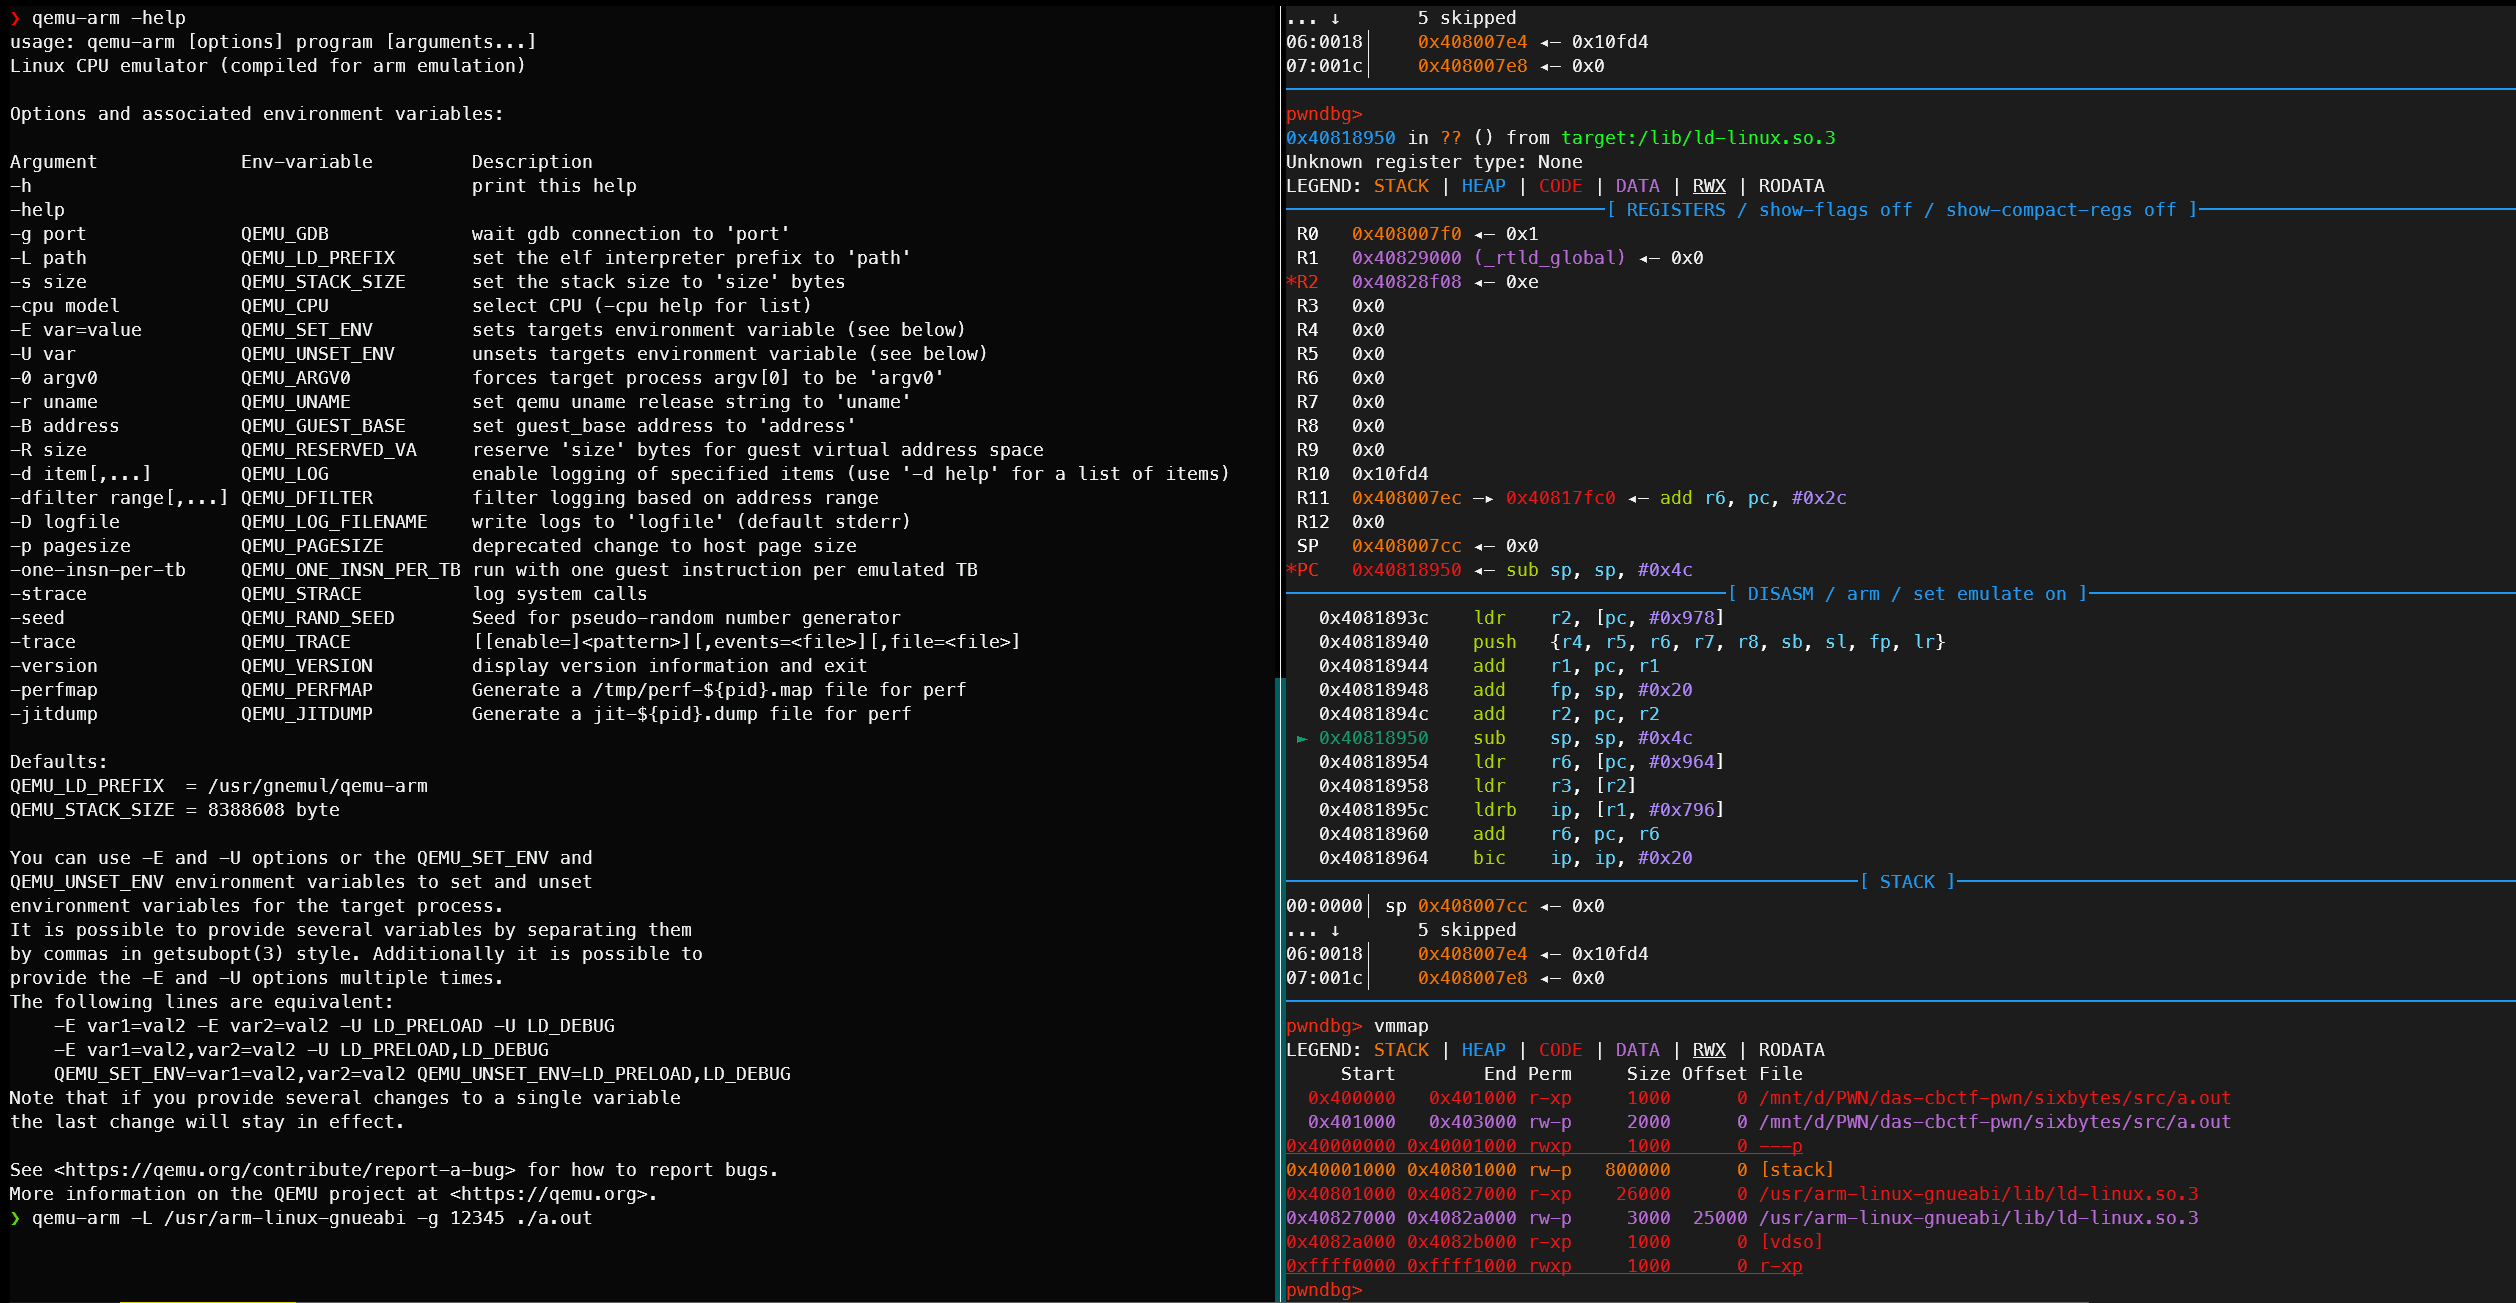 ❯ qemu-arm -help
usage: qemu-arm [options] program [arguments...]
Linux CPU emulator (compiled for arm emulation)
Options and associated environment variables:
Argument             Env-variable         Description
-h                                        print this help
-help
-g port              QEMU_GDB             wait gdb connection to 'port'
-L path              QEMU_LD_PREFIX       set the elf interpreter prefix to 'path'
-s size              QEMU_STACK_SIZE      set the stack size to 'size' bytes
-cpu model           QEMU_CPU             select CPU (-cpu help for list)
-E var=value         QEMU_SET_ENV         sets targets environment variable (see below)
-U var               QEMU_UNSET_ENV       unsets targets environment variable (see below)
-0 argv0             QEMU_ARGV0           forces target process argv[0] to be 'argv0'
-r uname             QEMU_UNAME           set qemu uname release string to 'uname'
-B address           QEMU_GUEST_BASE      set guest_base address to 'address'
-R size              QEMU_RESERVED_VA     reserve 'size' bytes for guest virtual address space
-d item[,...]        QEMU_LOG             enable logging of specified items (use '-d help' for a list of items)
-dfilter range[,...] QEMU_DFILTER         filter logging based on address range
-D logfile           QEMU_LOG_FILENAME    write logs to 'logfile' (default stderr)
-p pagesize          QEMU_PAGESIZE        deprecated change to host page size
-one-insn-per-tb     QEMU_ONE_INSN_PER_TB run with one guest instruction per emulated TB
-strace              QEMU_STRACE          log system calls
-seed                QEMU_RAND_SEED       Seed for pseudo-random number generator
-trace               QEMU_TRACE           [[enable=]<pattern>][,events=<file>][,file=<file>]
-version             QEMU_VERSION         display version information and exit
-perfmap             QEMU_PERFMAP         Generate a /tmp/perf-${pid}.map file for perf
-jitdump             QEMU_JITDUMP         Generate a jit-${pid}.dump file for perf
Defaults:
QEMU_LD_PREFIX  = /usr/gnemul/qemu-arm
QEMU_STACK_SIZE = 8388608 byte
You can use -E and -U options or the QEMU_SET_ENV and
QEMU_UNSET_ENV environment variables to set and unset
environment variables for the target process.
It is possible to provide several variables by separating them
by commas in getsubopt(3) style. Additionally it is possible to
provide the -E and -U options multiple times.
The following lines are equivalent:
    -E var1=val2 -E var2=val2 -U LD_PRELOAD -U LD_DEBUG
    -E var1=val2,var2=val2 -U LD_PRELOAD,LD_DEBUG
    QEMU_SET_ENV=var1=val2,var2=val2 QEMU_UNSET_ENV=LD_PRELOAD,LD_DEBUG
Note that if you provide several changes to a single variable
the last change will stay in effect.
See <https://qemu.org/contribute/report-a-bug> for how to report bugs.
More information on the QEMU project at <https://qemu.org>.
❯ qemu-arm -L /usr/arm-linux-gnueabi -g 12345 ./a.out
... ↓       5 skipped
06:0018│     0x408007e4 ◂— 0x10fd4
07:001c│     0x408007e8 ◂— 0x0
pwndbg>
0x40818950 in ?? () from target:/lib/ld-linux.so.3
Unknown register type: None
LEGEND: STACK | HEAP | CODE | DATA | RWX | RODATA
[ REGISTERS / show-flags off / show-compact-regs off ]
 R0   0x408007f0 ◂— 0x1
 R1   0x40829000 (_rtld_global) ◂— 0x0
*R2   0x40828f08 ◂— 0xe
 R3   0x0
 R4   0x0
 R5   0x0
 R6   0x0
 R7   0x0
 R8   0x0
 R9   0x0
 R10  0x10fd4
 R11  0x408007ec —▸ 0x40817fc0 ◂— add r6, pc, #0x2c
 R12  0x0
 SP   0x408007cc ◂— 0x0
*PC   0x40818950 ◂— sub sp, sp, #0x4c
[ DISASM / arm / set emulate on ]
   0x4081893c    ldr    r2, [pc, #0x978]
   0x40818940    push   {r4, r5, r6, r7, r8, sb, sl, fp, lr}
   0x40818944    add    r1, pc, r1
   0x40818948    add    fp, sp, #0x20
   0x4081894c    add    r2, pc, r2
 ► 0x40818950    sub    sp, sp, #0x4c
   0x40818954    ldr    r6, [pc, #0x964]
   0x40818958    ldr    r3, [r2]
   0x4081895c    ldrb   ip, [r1, #0x796]
   0x40818960    add    r6, pc, r6
   0x40818964    bic    ip, ip, #0x20
[ STACK ]
00:0000│  sp 0x408007cc ◂— 0x0
... ↓       5 skipped
06:0018│     0x408007e4 ◂— 0x10fd4
07:001c│     0x408007e8 ◂— 0x0
pwndbg> vmmap
LEGEND: STACK | HEAP | CODE | DATA | RWX | RODATA
     Start        End Perm     Size Offset File
  0x400000   0x401000 r-xp     1000      0 /mnt/d/PWN/das-cbctf-pwn/sixbytes/src/a.out
  0x401000   0x403000 rw-p     2000      0 /mnt/d/PWN/das-cbctf-pwn/sixbytes/src/a.out
0x40000000 0x40001000 rwxp     1000      0 ---p
0x40001000 0x40801000 rw-p   800000      0 [stack]
0x40801000 0x40827000 r-xp    26000      0 /usr/arm-linux-gnueabi/lib/ld-linux.so.3
0x40827000 0x4082a000 rw-p     3000  25000 /usr/arm-linux-gnueabi/lib/ld-linux.so.3
0x4082a000 0x4082b000 r-xp     1000      0 [vdso]
0xffff0000 0xffff1000 rwxp     1000      0 r-xp
pwndbg>